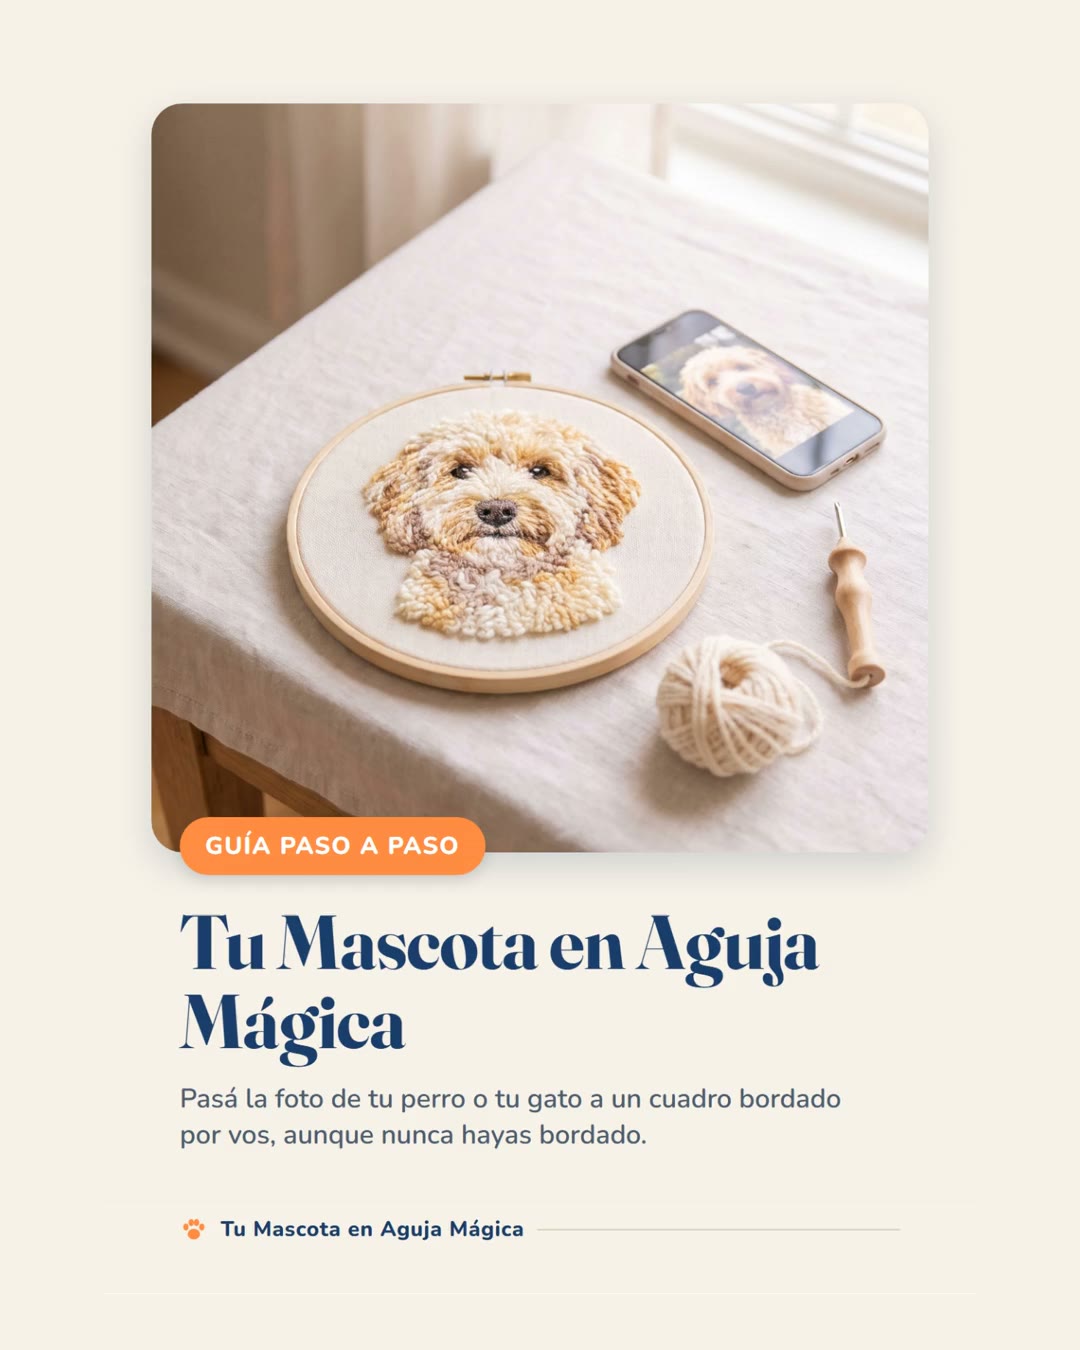 GUÍA PASO A PASO
Tu Mascota en Aguja
Mágica
Pasá la foto de tu perro o tu gato a un cuadro bordado
por vos, aunque nunca hayas bordado.
Tu Mascota en Aguja Mágica